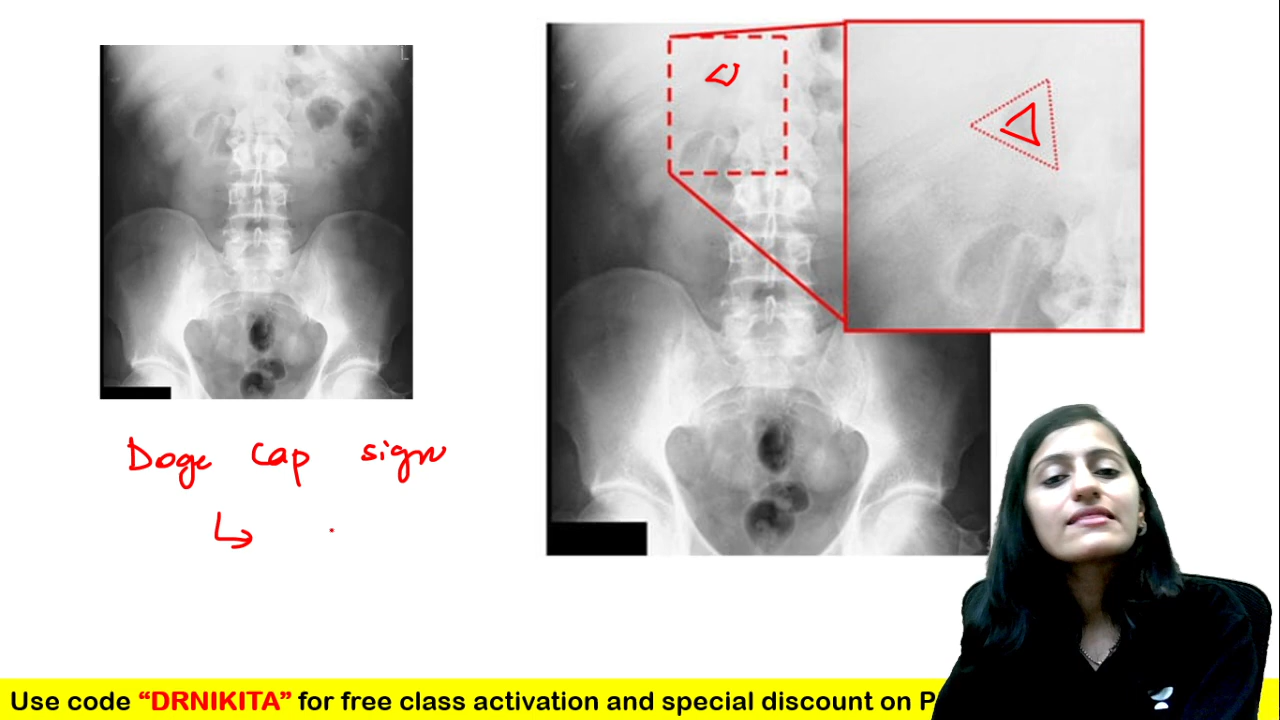 L
Doge cap sign
Use code “DRNIKITA” for free class activation and special discount on P